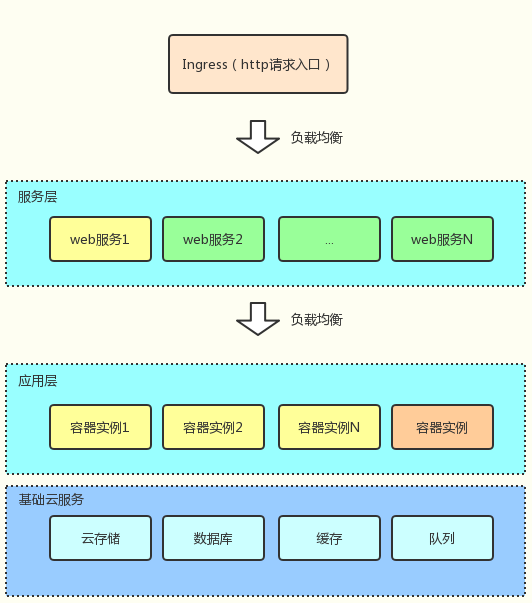 Ingress（http请求入口）
负载均衡
服务层
web服务1
web服务2
...
web服务N
负载均衡
应用层
容器实例1
容器实例2
容器实例N
容器实例
基础云服务
云存储
数据库
缓存
队列